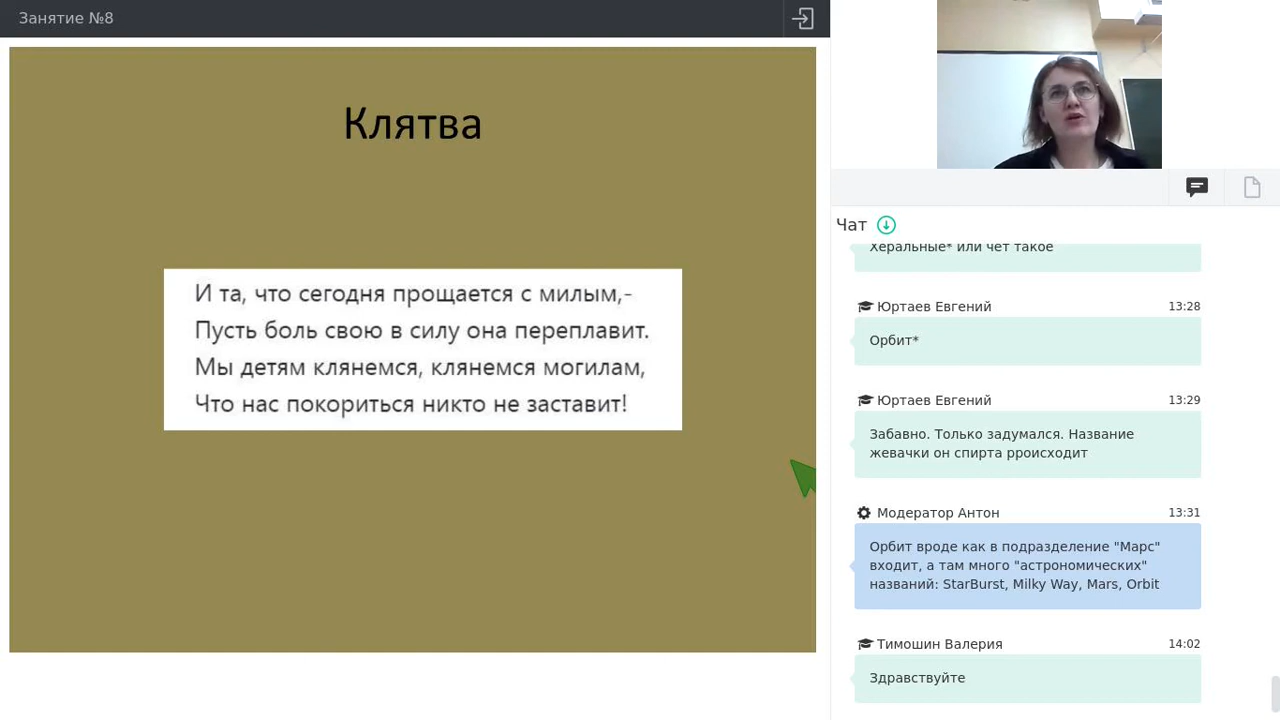 Занятие №8
Клятва
И та, что сегодня прощается с милым,-
Пусть боль свою в силу она переплавит.
Мы детям клянемся, клянемся могилам,
Что нас покориться никто не заставит!
Чат
Херальные* или чет такое
Юртаев Евгений 13:28
Орбит*
Юртаев Евгений 13:29
Забавно. Только задумался. Название
жевачки он спирта рроисходит
Модератор Антон 13:31
Орбит вроде как в подразделение "Марс"
входит, а там много "астрономических"
названий: StarBurst, Milky Way, Mars, Orbit
Тимошин Валерия 14:02
Здравствуйте